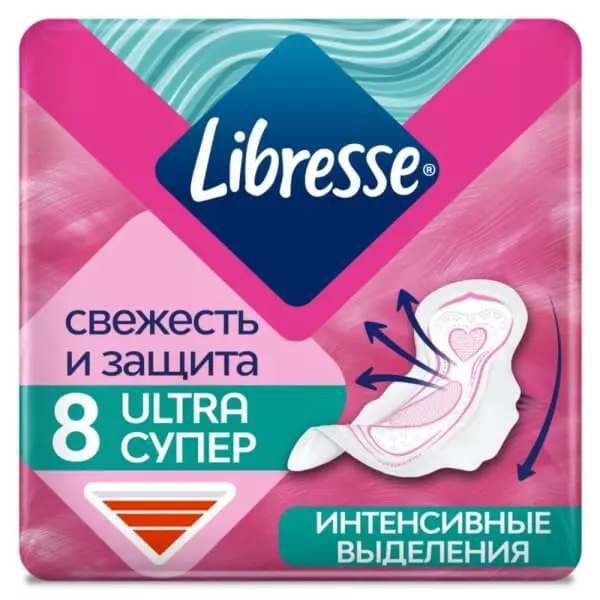 Libresse®
свежесть
и защита
8 ULTRA
СУПЕР
ИНТЕНСИВНЫЕ
ВЫДЕЛЕНИЯ